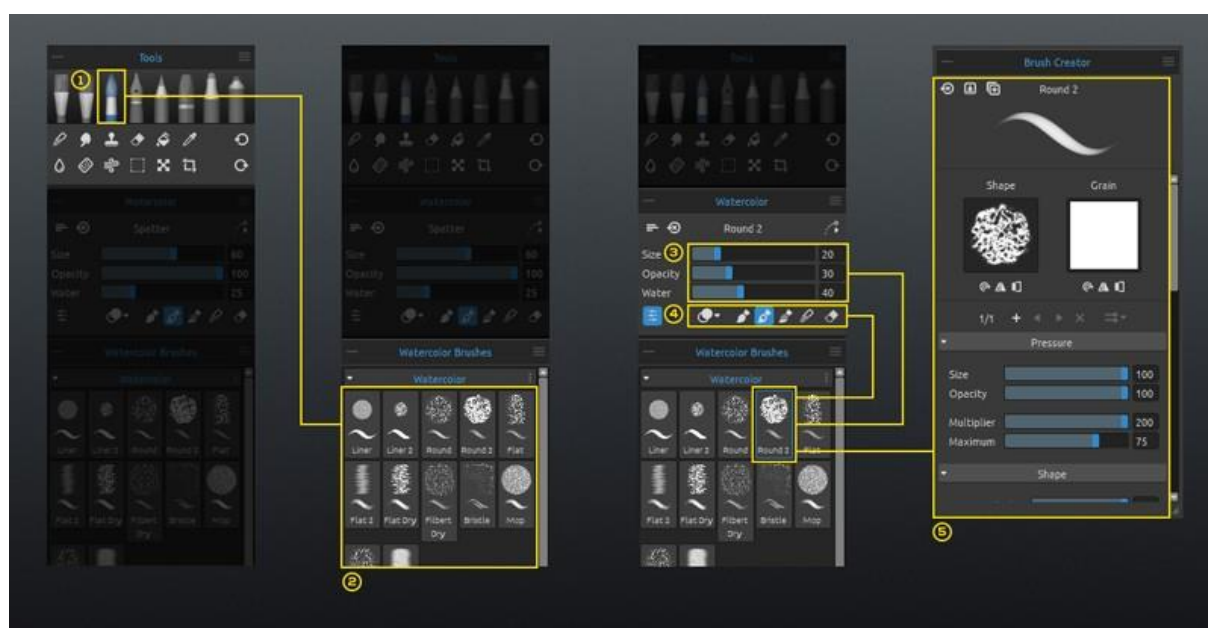 Tools
1
Watercolor
Spatter
Size 60
Opacity 100
Water 25
Watercolor Brushes
Watercolor
Liner Liner 2 Round Round 2 Flat
Flat 2 Flat Dry Filbert Dry Bristle Mop
Tools
Watercolor
Spatter
Size 60
Opacity 100
Water 25
Watercolor Brushes
Watercolor
Liner Liner 2 Round Round 2 Flat
Flat 2 Flat Dry Filbert Dry Bristle Mop
2
Tools
Watercolor
Round 2
Size 3 20
Opacity 30
Water 40
4
Watercolor Brushes
Watercolor
Liner Liner 2 Round Round 2 Flat
Flat 2 Flat Dry Filbert Dry Bristle Mop
Brush Creator
Round 2
Shape Grain
1/1
Pressure
Size 100
Opacity 100
Multiplier 200
Maximum 75
Shape
5